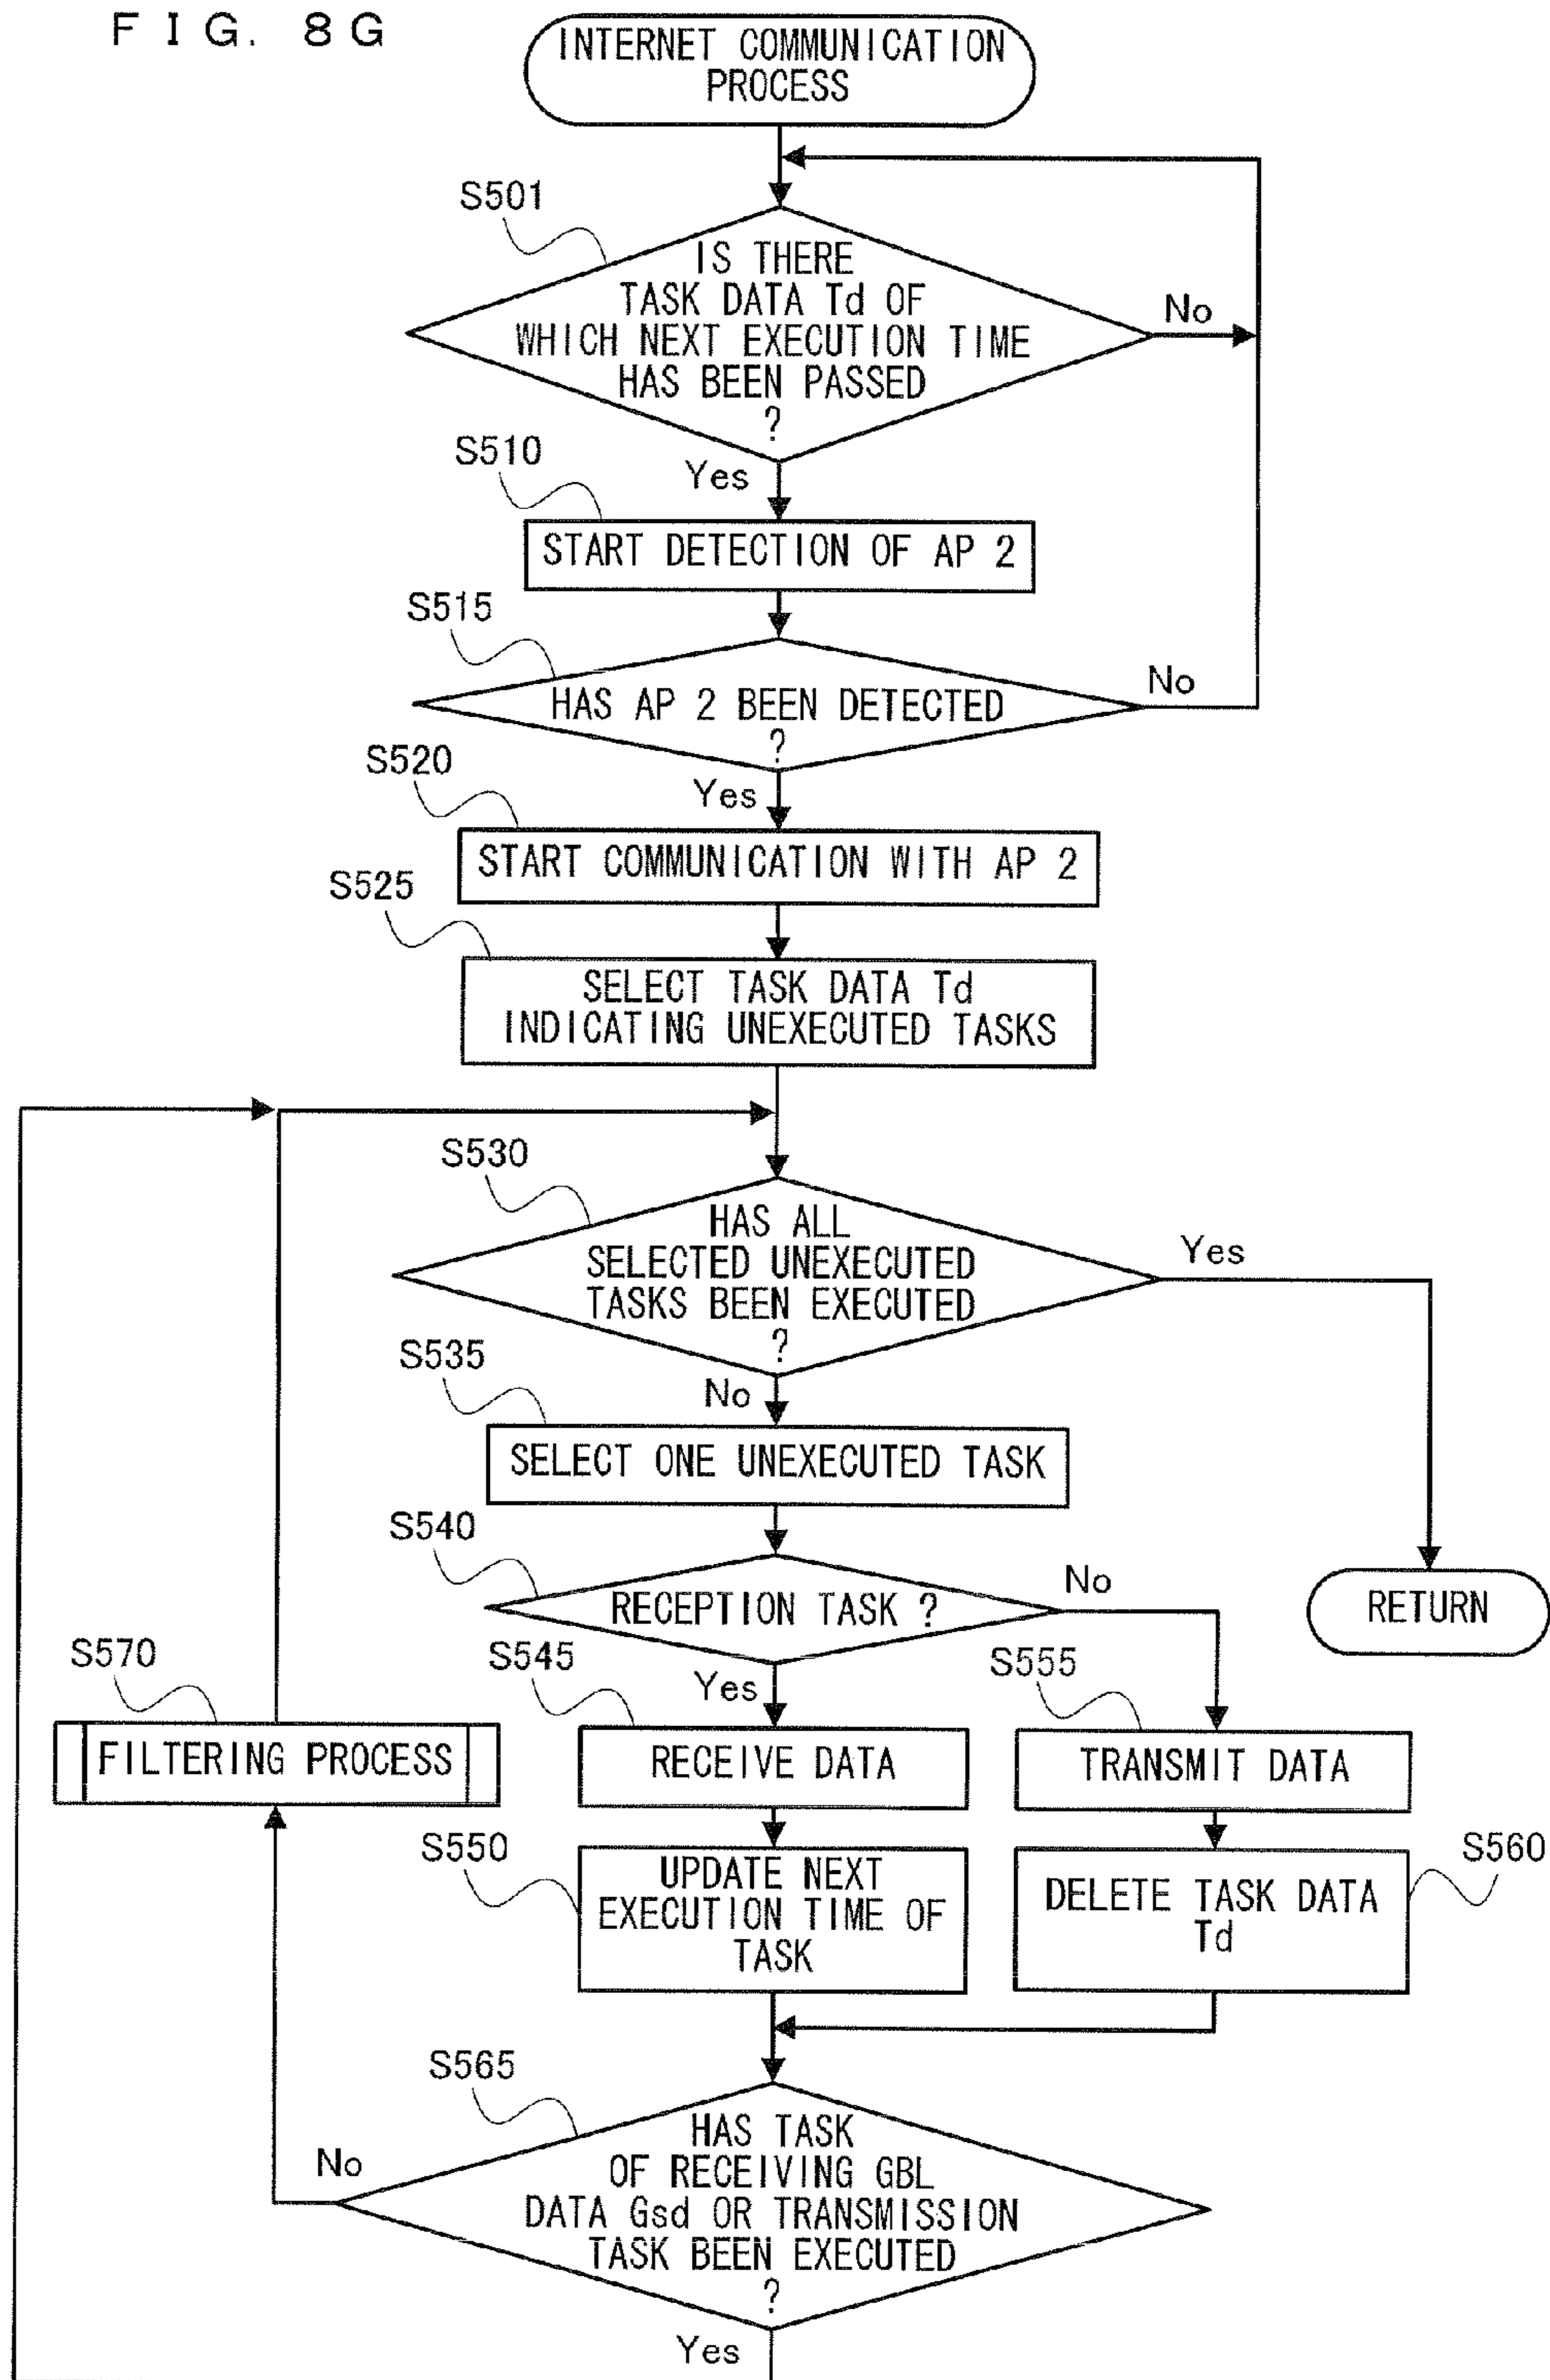 FIG. 8G
INTERNET COMMUNICATION
PROCESS
S501
IS THERE
TASK DATA Td OF
WHICH NEXT EXECUTION TIME
HAS BEEN PASSED
?
No
Yes
S510
START DETECTION OF AP 2
S515
HAS AP 2 BEEN DETECTED
?
No
Yes
S520
START COMMUNICATION WITH AP 2
S525
SELECT TASK DATA Td
INDICATING UNEXECUTED TASKS
S530
HAS ALL
SELECTED UNEXECUTED
TASKS BEEN EXECUTED
?
Yes
No
S535
SELECT ONE UNEXECUTED TASK
S540
RECEPTION TASK ?
No
Yes
RETURN
S570
FILTERING PROCESS
S545
RECEIVE DATA
S555
TRANSMIT DATA
S550
UPDATE NEXT
EXECUTION TIME OF
TASK
S560
DELETE TASK DATA
Td
S565
HAS TASK
OF RECEIVING GBL
DATA Gsd OR TRANSMISSION
TASK BEEN EXECUTED
?
No
Yes